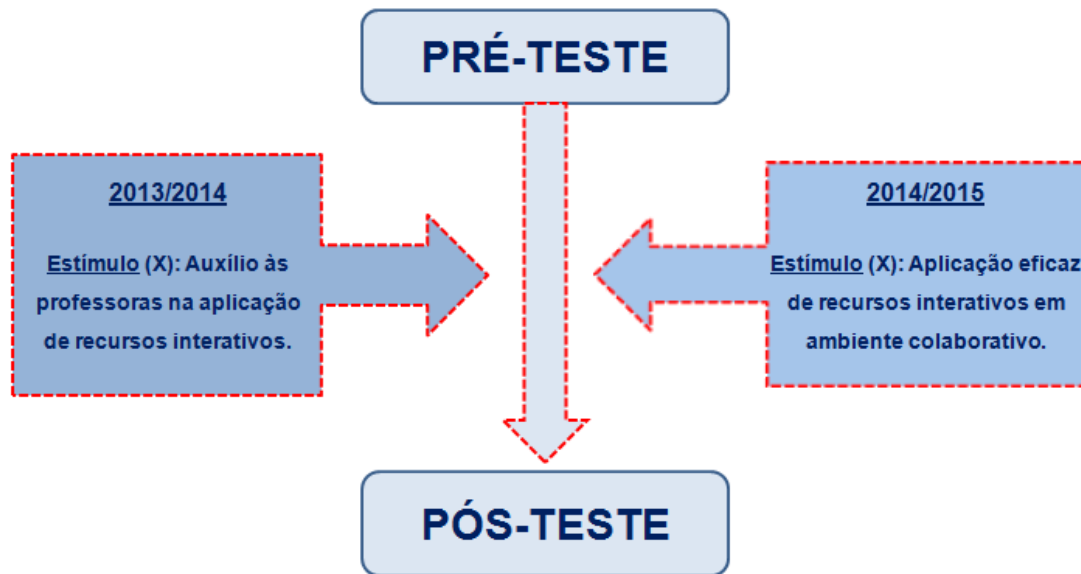 PRÉ-TESTE
2013/2014
Estímulo (X): Auxílio às
professoras na aplicação
de recursos interativos.
2014/2015
Estímulo (X): Aplicação eficaz
de recursos interativos em
ambiente colaborativo.
PÓS-TESTE